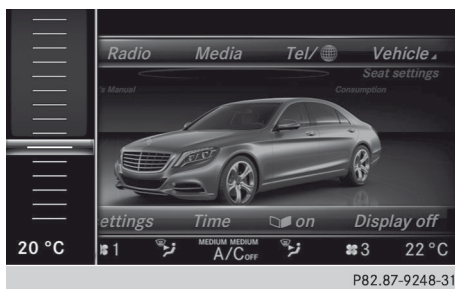 Radio Media Tel/ Vehicle
Seat settings
's Manual Consumption
ettings Time on Display off
MEDIUM MEDIUM
20 °C 1 A/COFF 3 22 °C
P82.87-9248-31